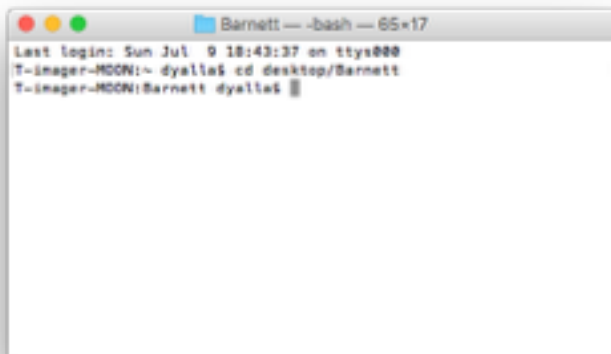 Barnett — -bash — 65×17
Last login: Sun Jul  9 18:43:37 on ttys000
T-imager-MOON:~ dyalla$ cd desktop/Barnett
T-imager-MOON:Barnett dyalla$